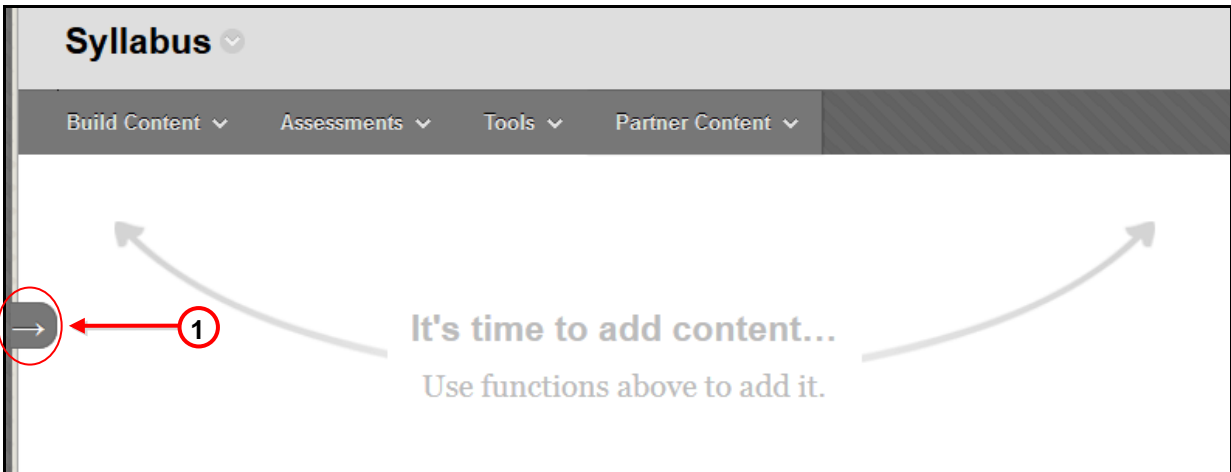 Syllabus
Build Content Assessments Tools Partner Content
1
It's time to add content...
Use functions above to add it.